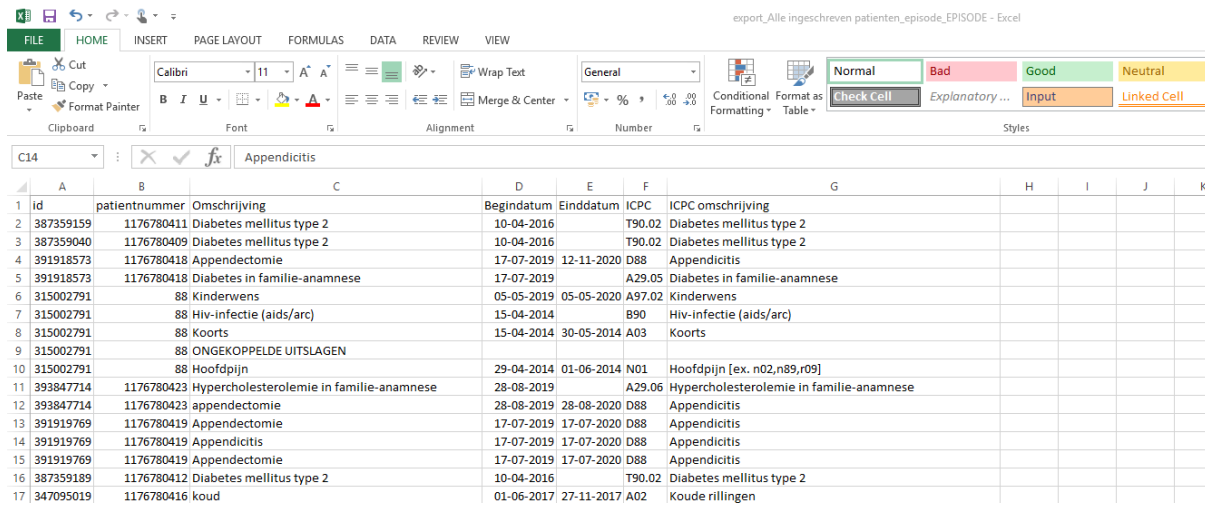 export_Alle ingeschreven patienten_episode_EPISODE - Excel
FILE HOME INSERT PAGE LAYOUT FORMULAS DATA REVIEW VIEW
Paste Cut Copy Format Painter
Calibri 11 A A
B I U A
Wrap Text
Merge & Center
General
% , .0 .00 .00 .0
Conditional Formatting Format as Table
Normal Bad Good Neutral
Check Cell Explanatory ... Input Linked Cell
Clipboard Font Alignment Number Styles
C14 fx Appendicitis
A B C D E F G H I J K
1 id patientnummer Omschrijving Begindatum Einddatum ICPC ICPC omschrijving
2 387359159 1176780411 Diabetes mellitus type 2 10-04-2016 T90.02 Diabetes mellitus type 2
3 387359040 1176780409 Diabetes mellitus type 2 10-04-2016 T90.02 Diabetes mellitus type 2
4 391918573 1176780418 Appendectomie 17-07-2019 12-11-2020 D88 Appendicitis
5 391918573 1176780418 Diabetes in familie-anamnese 17-07-2019 A29.05 Diabetes in familie-anamnese
6 315002791 88 Kinderwens 05-05-2019 05-05-2020 A97.02 Kinderwens
7 315002791 88 Hiv-infectie (aids/arc) 15-04-2014 B90 Hiv-infectie (aids/arc)
8 315002791 88 Koorts 15-04-2014 30-05-2014 A03 Koorts
9 315002791 88 ONGEKOPPELDE UITSLAGEN
10 315002791 88 Hoofdpijn 29-04-2014 01-06-2014 N01 Hoofdpijn [ex. n02,n89,r09]
11 393847714 1176780423 Hypercholesterolemie in familie-anamnese 28-08-2019 A29.06 Hypercholesterolemie in familie-anamnese
12 393847714 1176780423 appendectomie 28-08-2019 28-08-2020 D88 Appendicitis
13 391919769 1176780419 Appendectomie 17-07-2019 17-07-2020 D88 Appendicitis
14 391919769 1176780419 Appendicitis 17-07-2019 17-07-2020 D88 Appendicitis
15 391919769 1176780419 Appendectomie 17-07-2019 17-07-2020 D88 Appendicitis
16 387359189 1176780412 Diabetes mellitus type 2 10-04-2016 T90.02 Diabetes mellitus type 2
17 347095019 1176780416 koud 01-06-2017 27-11-2017 A02 Koude rillingen